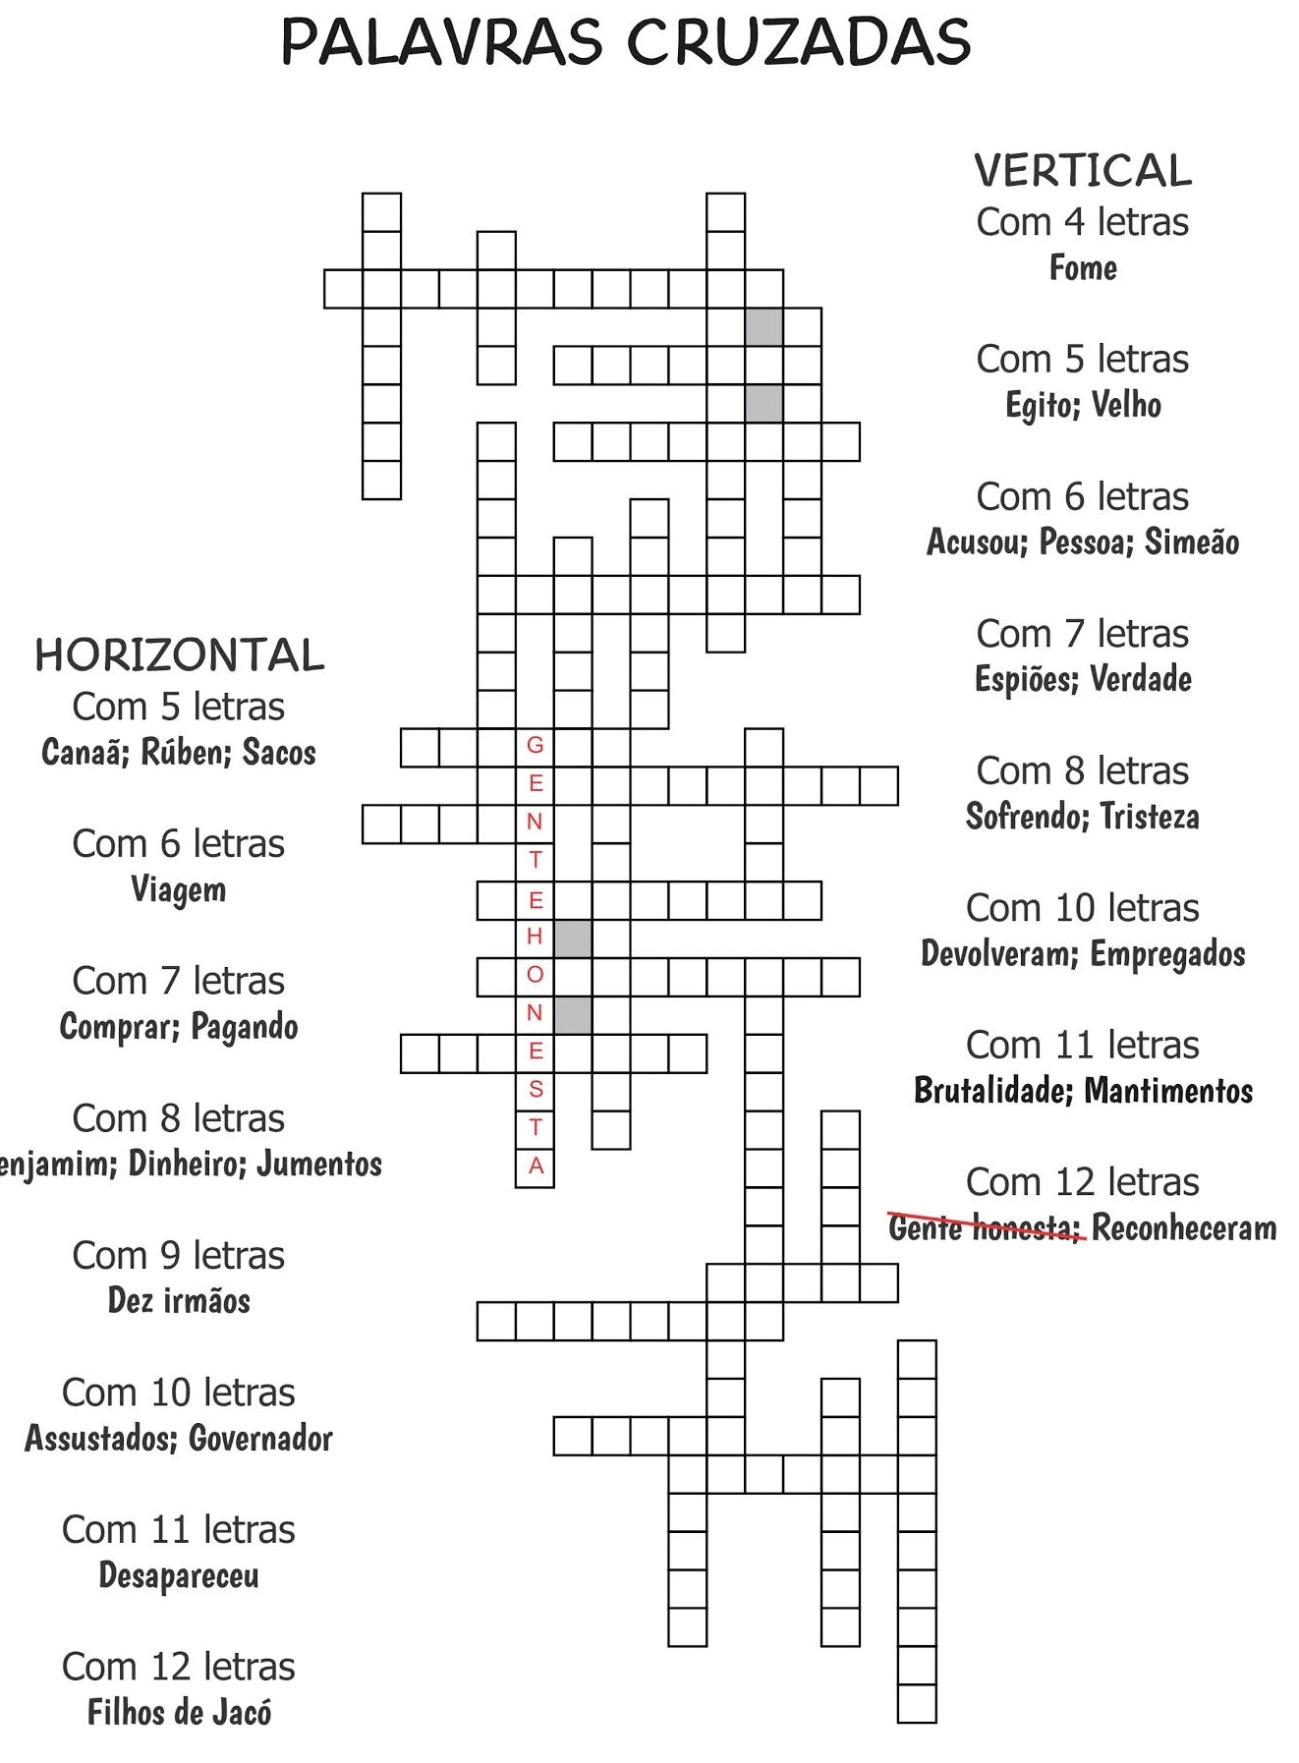 PALAVRAS CRUZADAS
VERTICAL
Com 4 letras
Fome
Com 5 letras
Egito; Velho
Com 6 letras
Acusou; Pessoa; Simeão
Com 7 letras
Espiões; Verdade
Com 8 letras
Sofrendo; Tristeza
Com 10 letras
Devolveram; Empregados
Com 11 letras
Brutalidade; Mantimentos
Com 12 letras
Gente honesta; Reconheceram
HORIZONTAL
Com 5 letras
Canaã; Rúben; Sacos
Com 6 letras
Viagem
Com 7 letras
Comprar; Pagando
Com 8 letras
enjamim; Dinheiro; Jumentos
Com 9 letras
Dez irmãos
Com 10 letras
Assustados; Governador
Com 11 letras
Desapareceu
Com 12 letras
Filhos de Jacó
G
E
N
T
E
H
O
N
E
S
T
A